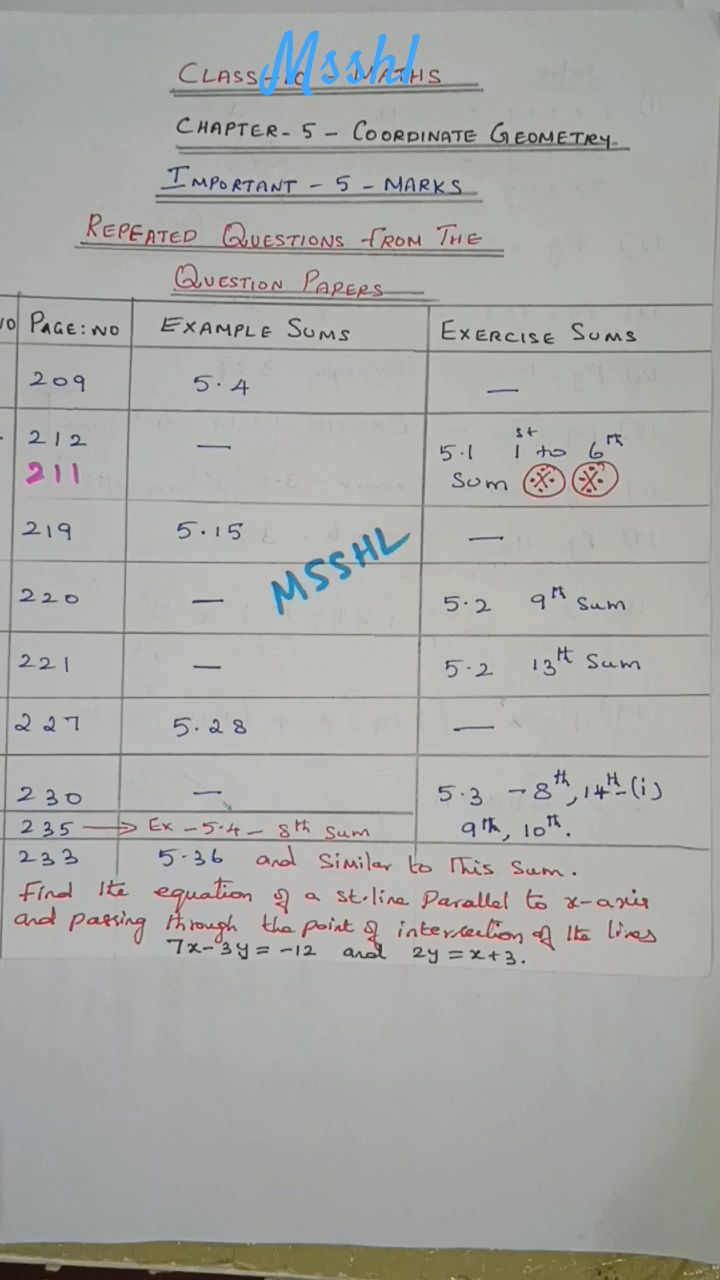 Msshl
CLASS-10 MATHS
CHAPTER-5-COORDINATE GEOMETRY
IMPORTANT-5-MARKS
REPEATED QUESTIONS FROM THE
QUESTION PAPERS
NO PAGE:NO EXAMPLE SUMS EXERCISE SUMS
209 5.4 —
212 — 5.1 1st to 6th
211 Sum
219 5.15 —
MSSHL
220 — 5.2 9th Sum
221 — 5.2 13th Sum
227 5.28 —
230 — 5.3 - 8th, 14th-(i)
9th, 10th.
235 → Ex-5.4-8th Sum
233 5.36 and Similar to This Sum.
Find the equation of a st.line Parallel to x-axis
and passing through the point of intersection of the lines
7x-3y=-12 and 2y=x+3.